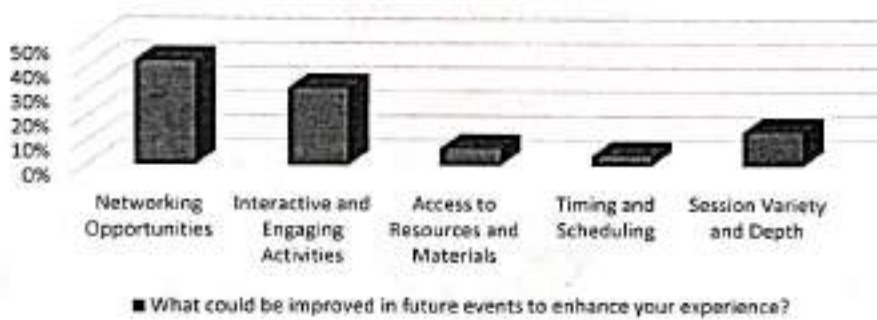 50%
40%
30%
20%
10%
0%
Networking
Opportunities
Interactive and
Engaging
Activities
Access to
Resources and
Materials
Timing and
Scheduling
Session Variety
and Depth
What could be improved in future events to enhance your experience?